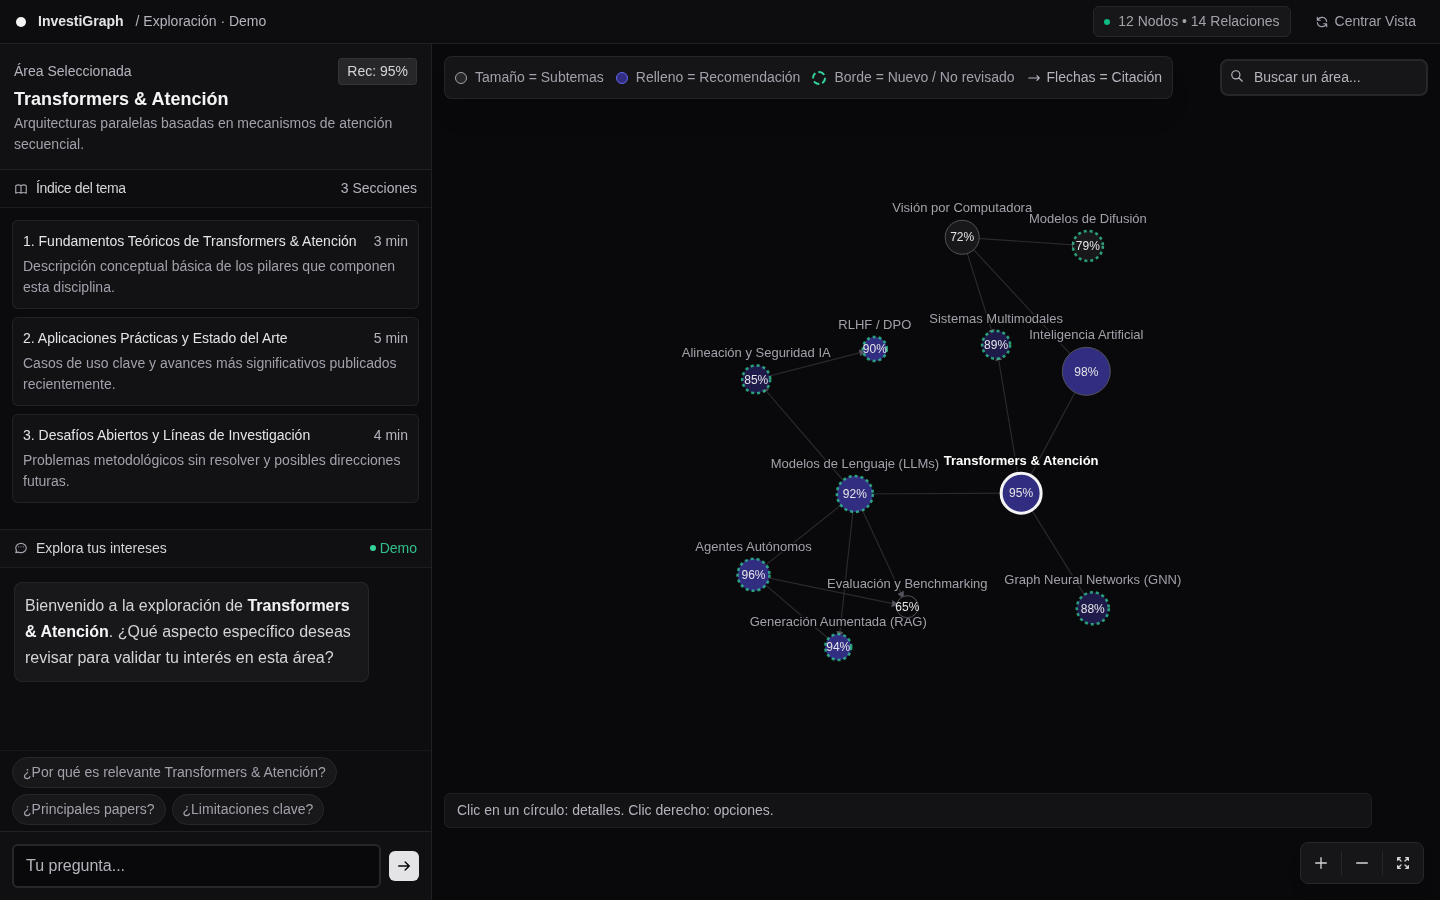 InvestiGraph / Exploración · Demo
12 Nodos • 14 Relaciones
Centrar Vista
Área Seleccionada
Rec: 95%
Transformers & Atención
Arquitecturas paralelas basadas en mecanismos de atención
secuencial.
Índice del tema
3 Secciones
1. Fundamentos Teóricos de Transformers & Atención
3 min
Descripción conceptual básica de los pilares que componen
esta disciplina.
2. Aplicaciones Prácticas y Estado del Arte
5 min
Casos de uso clave y avances más significativos publicados
recientemente.
3. Desafíos Abiertos y Líneas de Investigación
4 min
Problemas metodológicos sin resolver y posibles direcciones
futuras.
Explora tus intereses
Demo
Bienvenido a la exploración de Transformers
& Atención. ¿Qué aspecto específico deseas
revisar para validar tu interés en esta área?
¿Por qué es relevante Transformers & Atención?
¿Principales papers?
¿Limitaciones clave?
Tu pregunta...
Tamaño = Subtemas
Relleno = Recomendación
Borde = Nuevo / No revisado
Flechas = Citación
Buscar un área...
Visión por Computadora
72%
Modelos de Difusión
79%
RLHF / DPO
90%
Sistemas Multimodales
89%
Inteligencia Artificial
98%
Alineación y Seguridad IA
85%
Modelos de Lenguaje (LLMs)
92%
Transformers & Atención
95%
Agentes Autónomos
96%
Evaluación y Benchmarking
65%
Graph Neural Networks (GNN)
88%
Generación Aumentada (RAG)
94%
Clic en un círculo: detalles. Clic derecho: opciones.